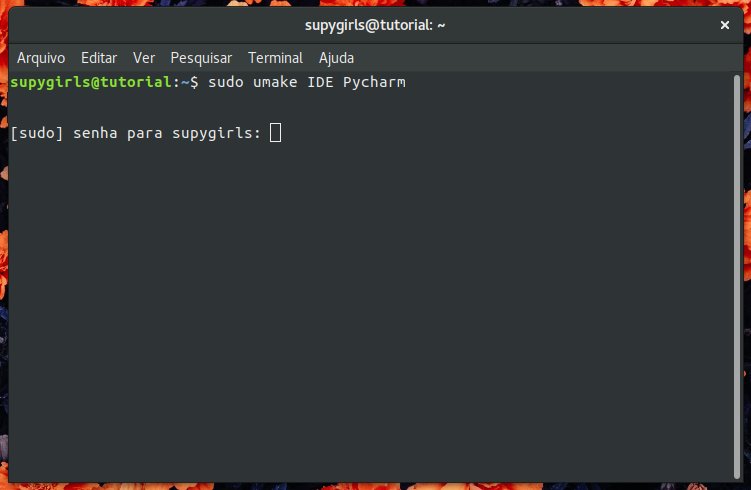 supygirls@tutorial: ~
Arquivo Editar Ver Pesquisar Terminal Ajuda
supygirls@tutorial:~$ sudo umake IDE Pycharm
[sudo] senha para supygirls: